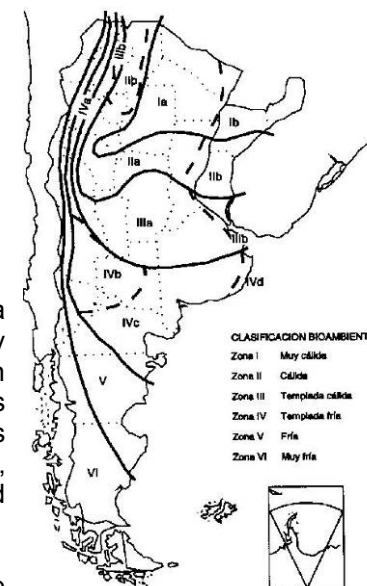 IIIb
IIb
IVa
Ia
Ib
IIa
IIb
IIIa
IIIb
IVb
IVd
IVc
V
VI
CLASIFICACION BIOAMBIENT
Zona I Muy cálida
Zona II Cálida
Zona III Templada cálida
Zona IV Templada fría
Zona V Fría
Zona VI Muy fría
a
y
n
s
s
,
d